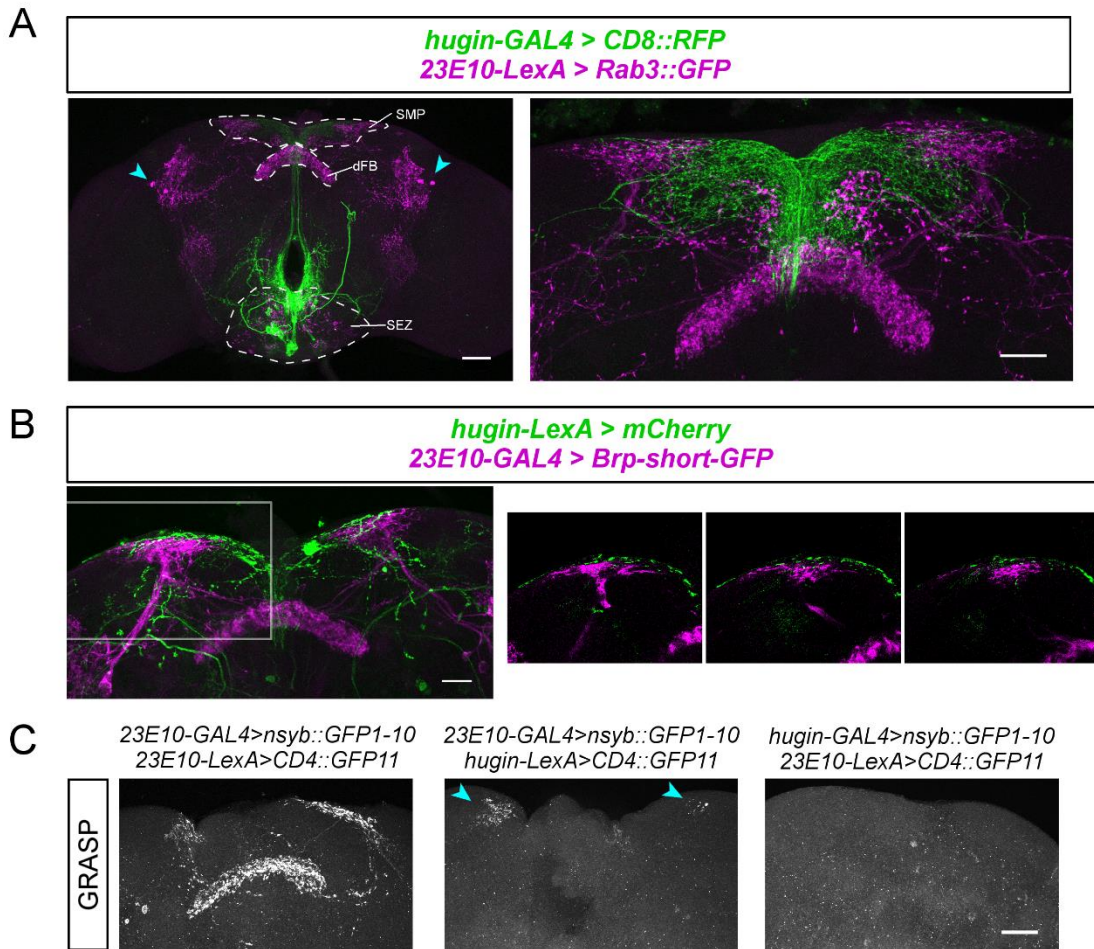 A
hugin-GAL4 > CD8::RFP
23E10-LexA > Rab3::GFP
SMP
dFB
SEZ
B
hugin-LexA > mCherry
23E10-GAL4 > Brp-short-GFP
C
23E10-GAL4>nsyb::GFP1-10
23E10-LexA>CD4::GFP11
23E10-GAL4>nsyb::GFP1-10
hugin-LexA>CD4::GFP11
hugin-GAL4>nsyb::GFP1-10
23E10-LexA>CD4::GFP11
GRASP